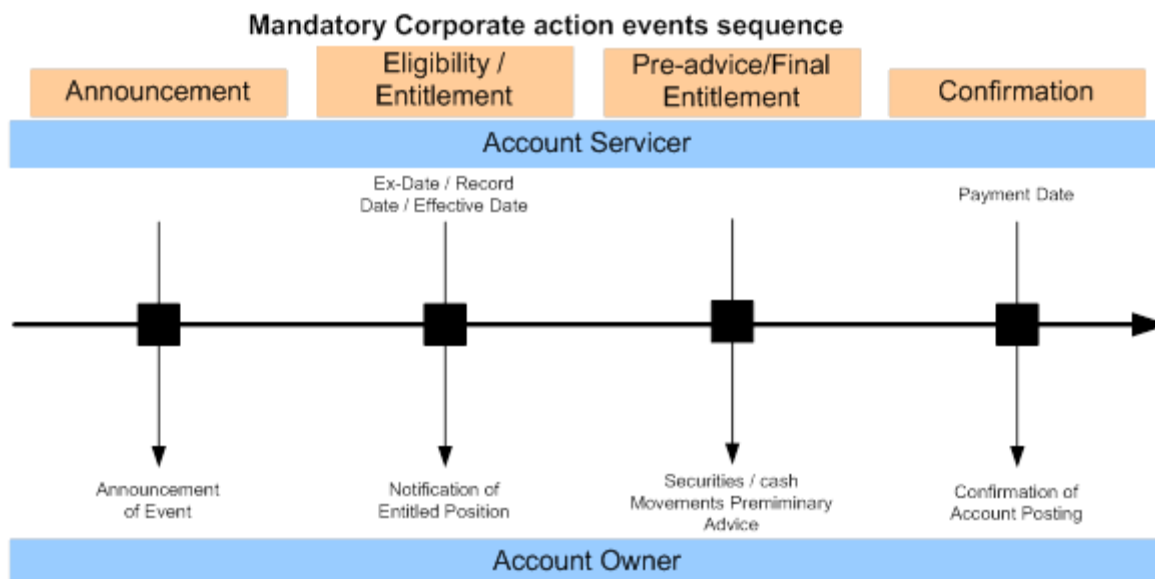 Mandatory Corporate action events sequence
Announcement
Eligibility /
Entitlement
Pre-advice/Final
Entitlement
Confirmation
Account Servicer
Ex-Date / Record
Date / Effective Date
Payment Date
Announcement
of Event
Notification of
Entitled Position
Securities / cash
Movements Premiminary
Advice
Confirmation of
Account Posting
Account Owner